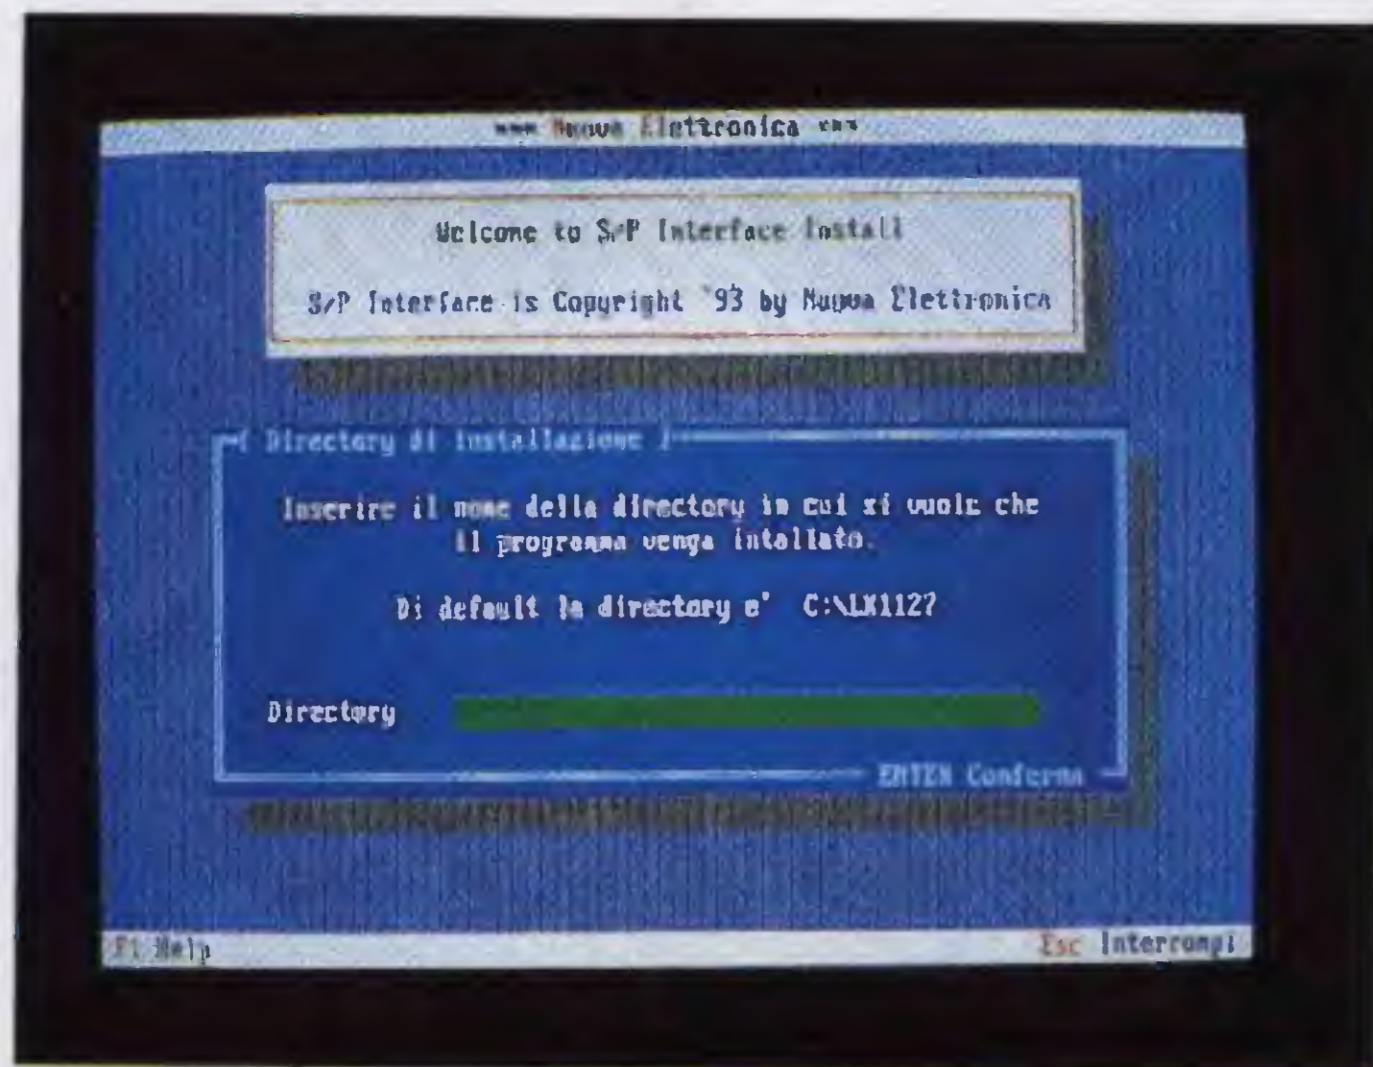 *** Nuova Elettronica ***
Welcome to S/P Interface Install
S/P Interface is Copyright `93 by Nuova Elettronica
[ Directory di installazione ]
Inserire il nome della directory in cui si vuole che
il programma venga intallato.
Di default la directory e' C:\LX1127
Directory
ENTER Conferma
F1 Help
Esc Interrompi